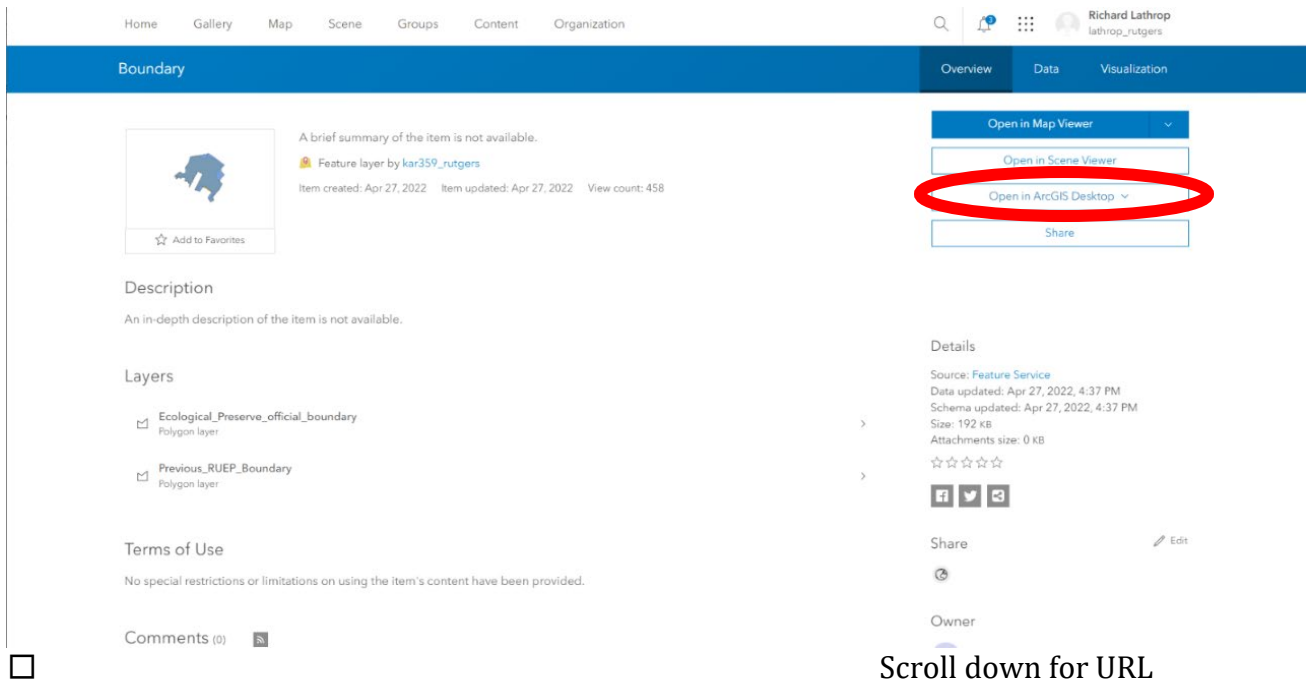 Home Gallery Map Scene Groups Content Organization
3
Richard Lathrop
lathrop_rutgers
Boundary
Overview Data Visualization
A brief summary of the item is not available.
Feature layer by kar359_rutgers
Item created: Apr 27, 2022 Item updated: Apr 27, 2022 View count: 458
Add to Favorites
Open in Map Viewer
Open in Scene Viewer
Open in ArcGIS Desktop
Share
Description
An in-depth description of the item is not available.
Layers
Ecological_Preserve_official_boundary
Polygon layer
Previous_RUEP_Boundary
Polygon layer
Terms of Use
No special restrictions or limitations on using the item's content have been provided.
Comments (0)
Details
Source: Feature Service
Data updated: Apr 27, 2022, 4:37 PM
Schema updated: Apr 27, 2022, 4:37 PM
Size: 192 KB
Attachments size: 0 KB
Share
Edit
Owner
Scroll down for URL